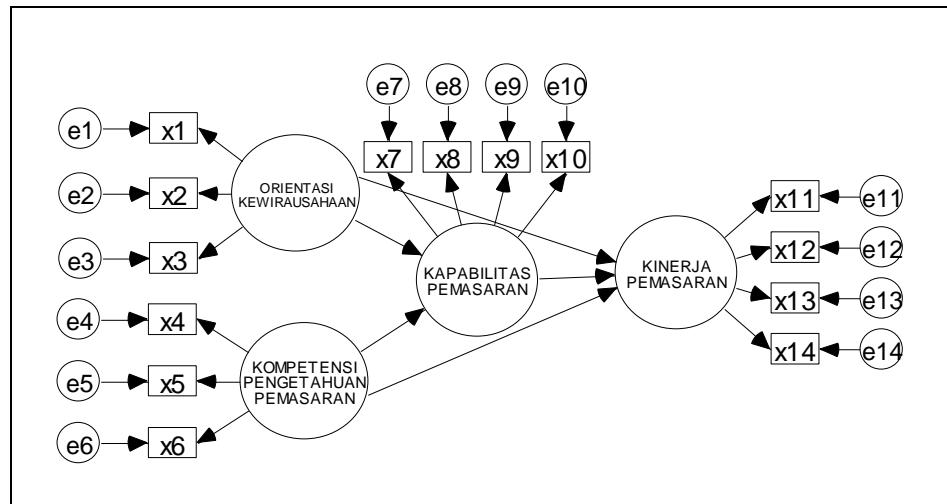 e7 e8 e9 e10
e1 x1
x7 x8 x9 x10
e2 x2
ORIENTASI
KEWIRAUSAHAAN
x11 e11
e3 x3
x12 e12
KAPABILITAS
PEMASARAN
KINERJA
PEMASARAN
x13 e13
e4 x4
x14 e14
KOMPETENSI
PENGETAHUAN
PEMASARAN
e5 x5
e6 x6